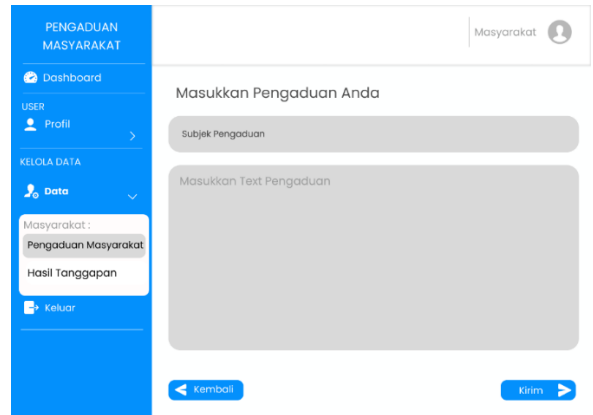 PENGADUAN
MASYARAKAT
Dashboard
USER
Profil
KELOLA DATA
Data
Masyarakat :
Pengaduan Masyarakat
Hasil Tanggapan
Keluar
Masyarakat
Masukkan Pengaduan Anda
Subjek Pengaduan
Masukkan Text Pengaduan
Kembali
Kirim